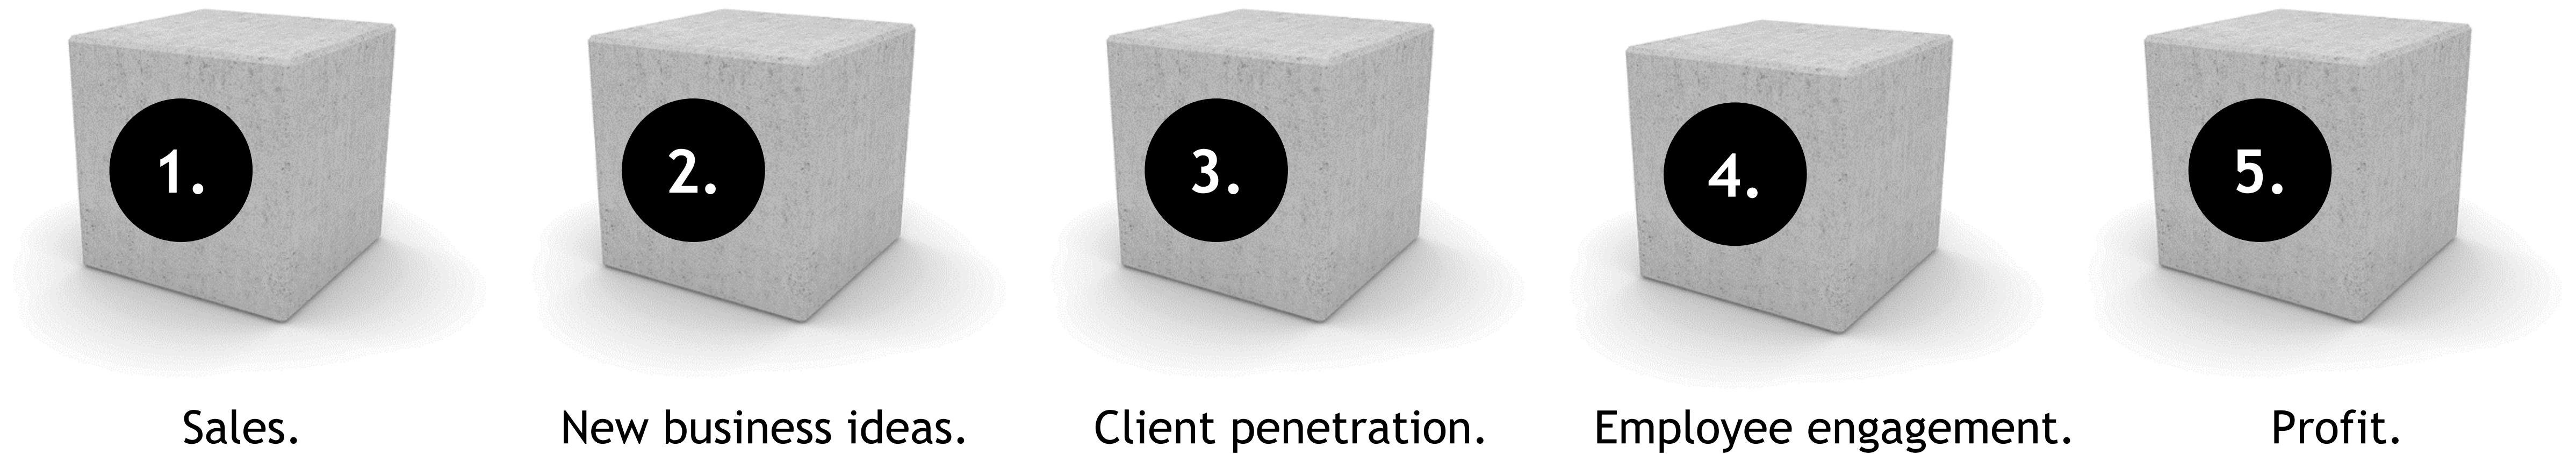 1.
2.
3.
4.
5.
Sales.
New business ideas.
Client penetration.
Employee engagement.
Profit.